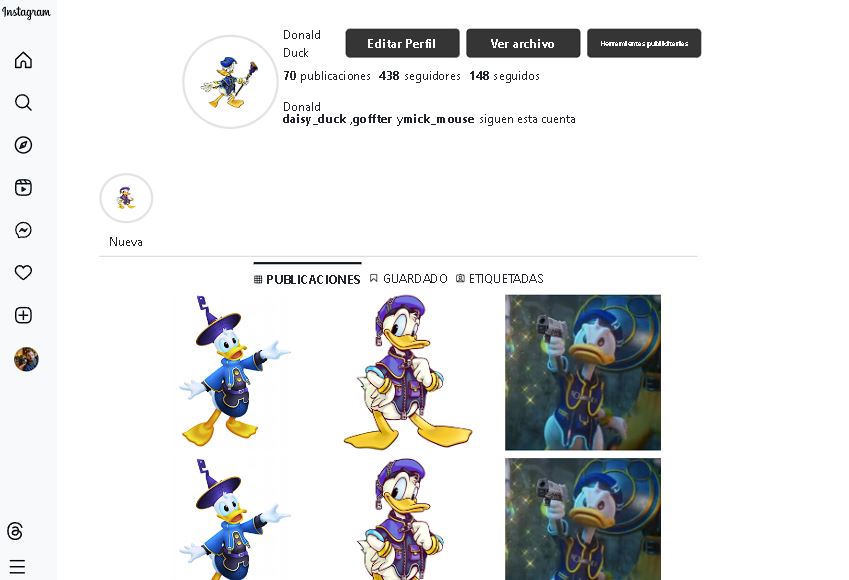 Instagram
Donald
Duck
Editar Perfil
Ver archivo
Herramientas publicitarias
70 publicaciones 438 seguidores 148 seguidos
Donald
daisy_duck ,goffter ymick_mouse siguen esta cuenta
Nueva
PUBLICACIONES GUARDADO ETIQUETADAS